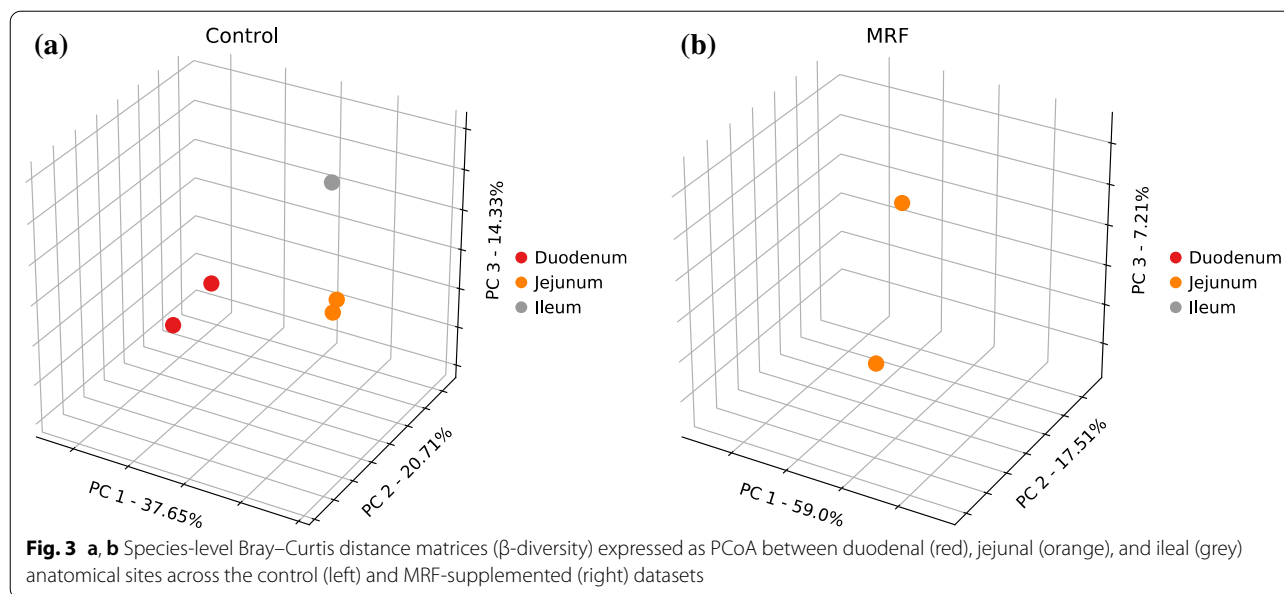 (a)
Control
PC 1 - 37.65%
PC 2 - 20.71%
PC 3 - 14.33%
Duodenum
Jejunum
Ileum
(b)
MRF
PC 1 - 59.0%
PC 2 - 17.51%
PC 3 - 7.21%
Duodenum
Jejunum
Ileum
Fig. 3 a, b Species-level Bray–Curtis distance matrices (β-diversity) expressed as PCoA between duodenal (red), jejunal (orange), and ileal (grey)
anatomical sites across the control (left) and MRF-supplemented (right) datasets